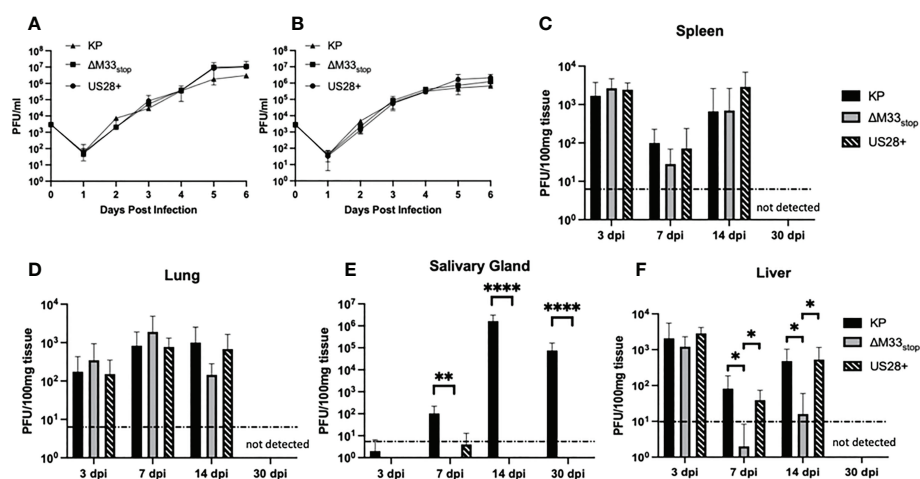 A
KP
ΔM33stop
US28+
PFU/ml
10⁸
10⁷
10⁶
10⁵
10⁴
10³
10²
10¹
10⁰
0 1 2 3 4 5 6
Days Post Infection
B
KP
ΔM33stop
US28+
PFU/ml
10⁸
10⁷
10⁶
10⁵
10⁴
10³
10²
10¹
10⁰
0 1 2 3 4 5 6
Days Post Infection
C
Spleen
PFU/100mg tissue
10⁴
10³
10²
10¹
10⁰
not detected
3 dpi 7 dpi 14 dpi 30 dpi
KP
ΔM33stop
US28+
D
Lung
PFU/100mg tissue
10⁴
10³
10²
10¹
10⁰
not detected
3 dpi 7 dpi 14 dpi 30 dpi
E
Salivary Gland
PFU/100mg tissue
10⁷
10⁶
10⁵
10⁴
10³
10²
10¹
10⁰
**
****
****
3 dpi 7 dpi 14 dpi 30 dpi
F
Liver
PFU/100mg tissue
10⁴
10³
10²
10¹
10⁰
* *
* *
not detected
3 dpi 7 dpi 14 dpi 30 dpi
KP
ΔM33stop
US28+